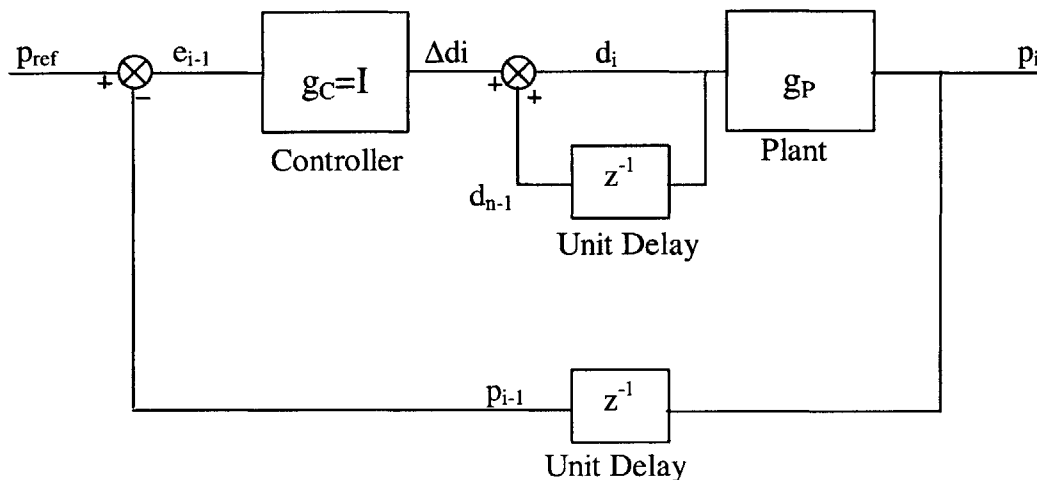 p_ref
e_i-1
Δdi
d_i
p_i
+
−
g_C=I
+
+
g_P
Controller
Plant
z^-1
d_n-1
Unit Delay
p_i-1
z^-1
Unit Delay